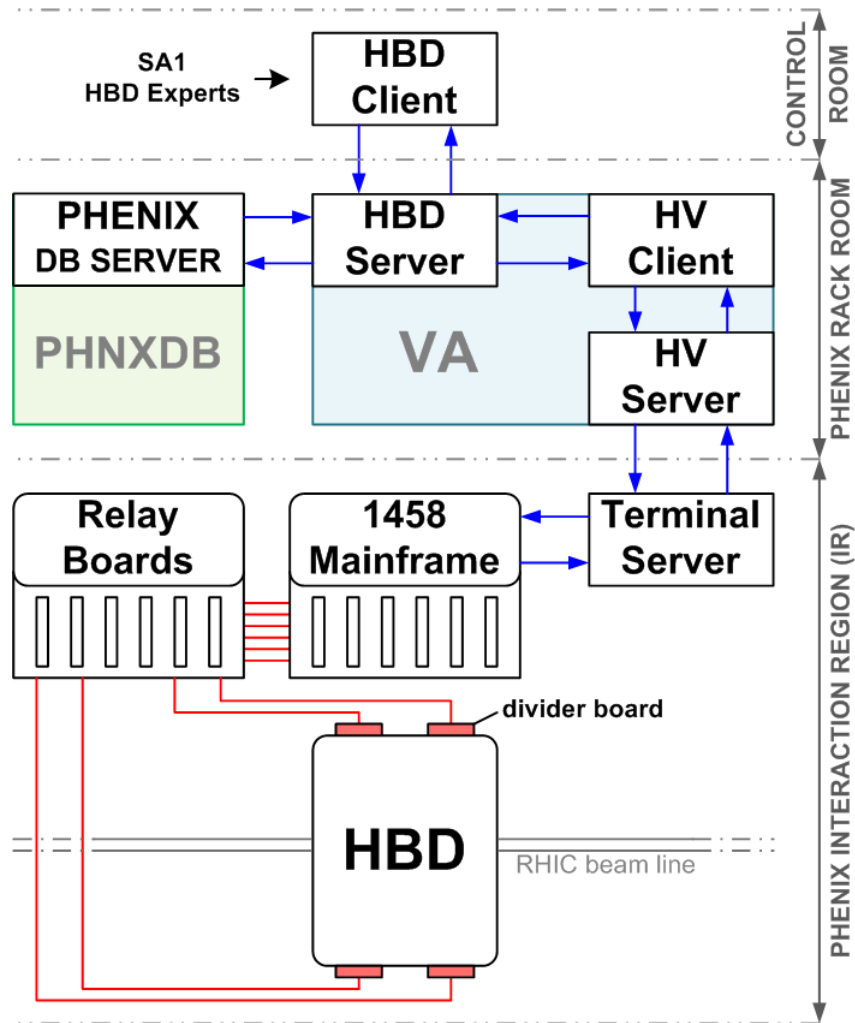 SA1
HBD Experts
HBD
Client
CONTROL
ROOM
PHENIX
DB SERVER
HBD
Server
HV
Client
PHNXDB
VA
HV
Server
PHENIX RACK ROOM
Relay
Boards
1458
Mainframe
Terminal
Server
divider board
HBD
RHIC beam line
PHENIX INTERACTION REGION (IR)